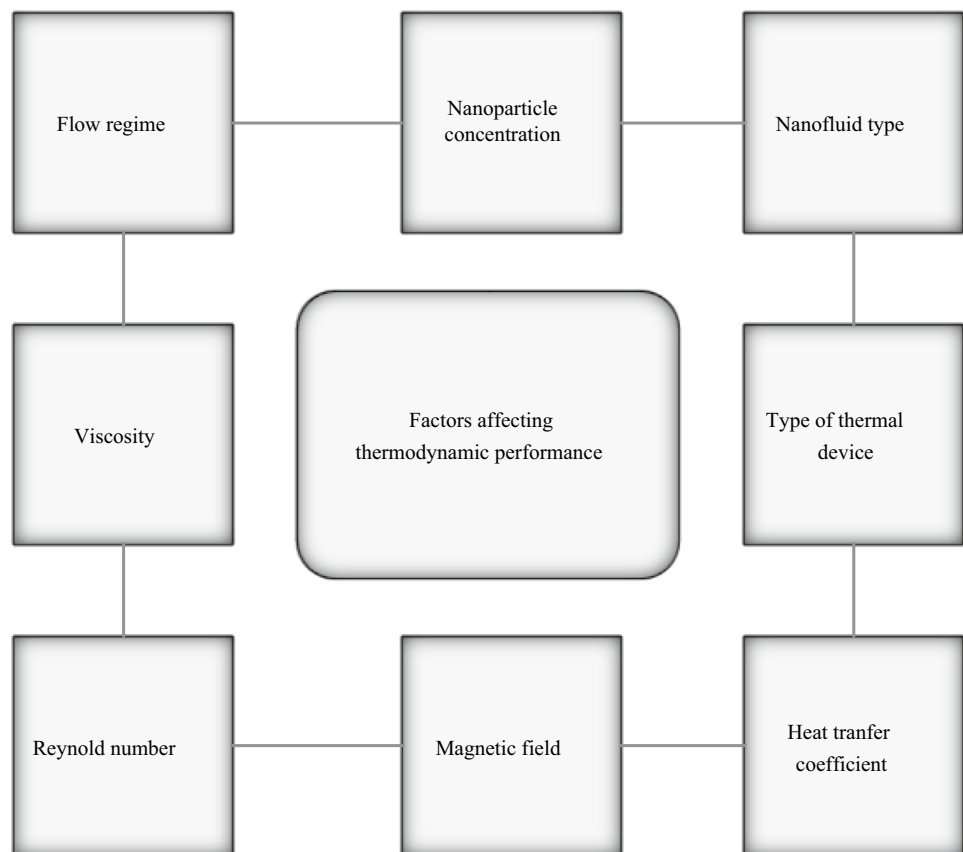 Flow regime
Nanoparticle
concentration
Nanofluid type
Viscosity
Factors affecting
thermodynamic performance
Type of thermal
device
Reynold number
Magnetic field
Heat tranfer
coefficient